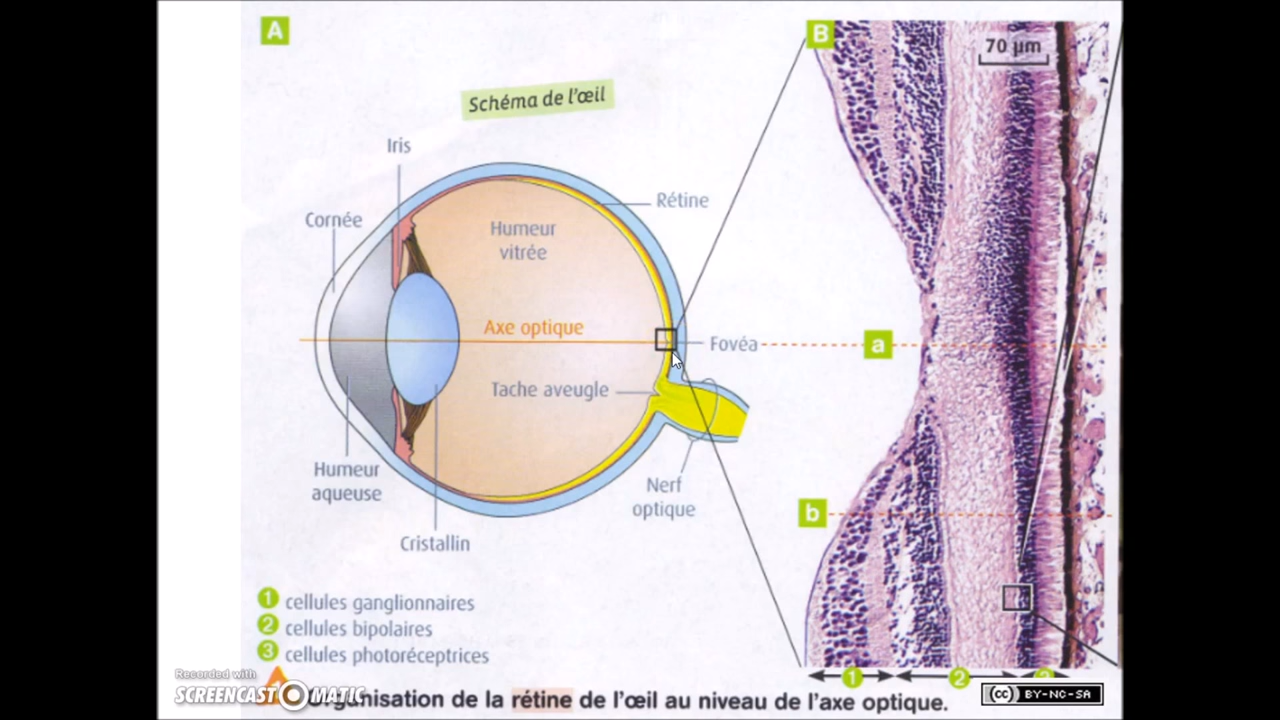 A
B
70 µm
Schéma de l'œil
Iris
Cornée
Rétine
Humeur
vitrée
Axe optique
Fovéa
a
Tache aveugle
Humeur
aqueuse
Nerf
optique
b
Cristallin
1 cellules ganglionnaires
2 cellules bipolaires
3 cellules photoréceptrices
1
2
3
Recorded with
SCREENCAST MATIC
Organisation de la rétine de l'œil au niveau de l'axe optique.
cc BY-NC-SA